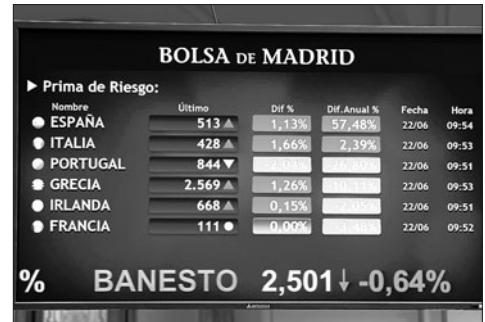 BOLSA DE MADRID
▶ Prima de Riesgo:
Nombre Último Dif % Dif.Anual % Fecha Hora
ESPAÑA 513 ▲ 1,13% 57,48% 22/06 09:54
ITALIA 428 ▲ 1,66% 2,39% 22/06 09:53
PORTUGAL 844 ▼ 22/06 09:51
GRECIA 2.569 ▲ 1,26% 22/06 09:53
IRLANDA 668 ▲ 0,15% 22/06 09:51
FRANCIA 111 ● 0,00% 22/06 09:52
% BANESTO 2,501 ↓ -0,64%